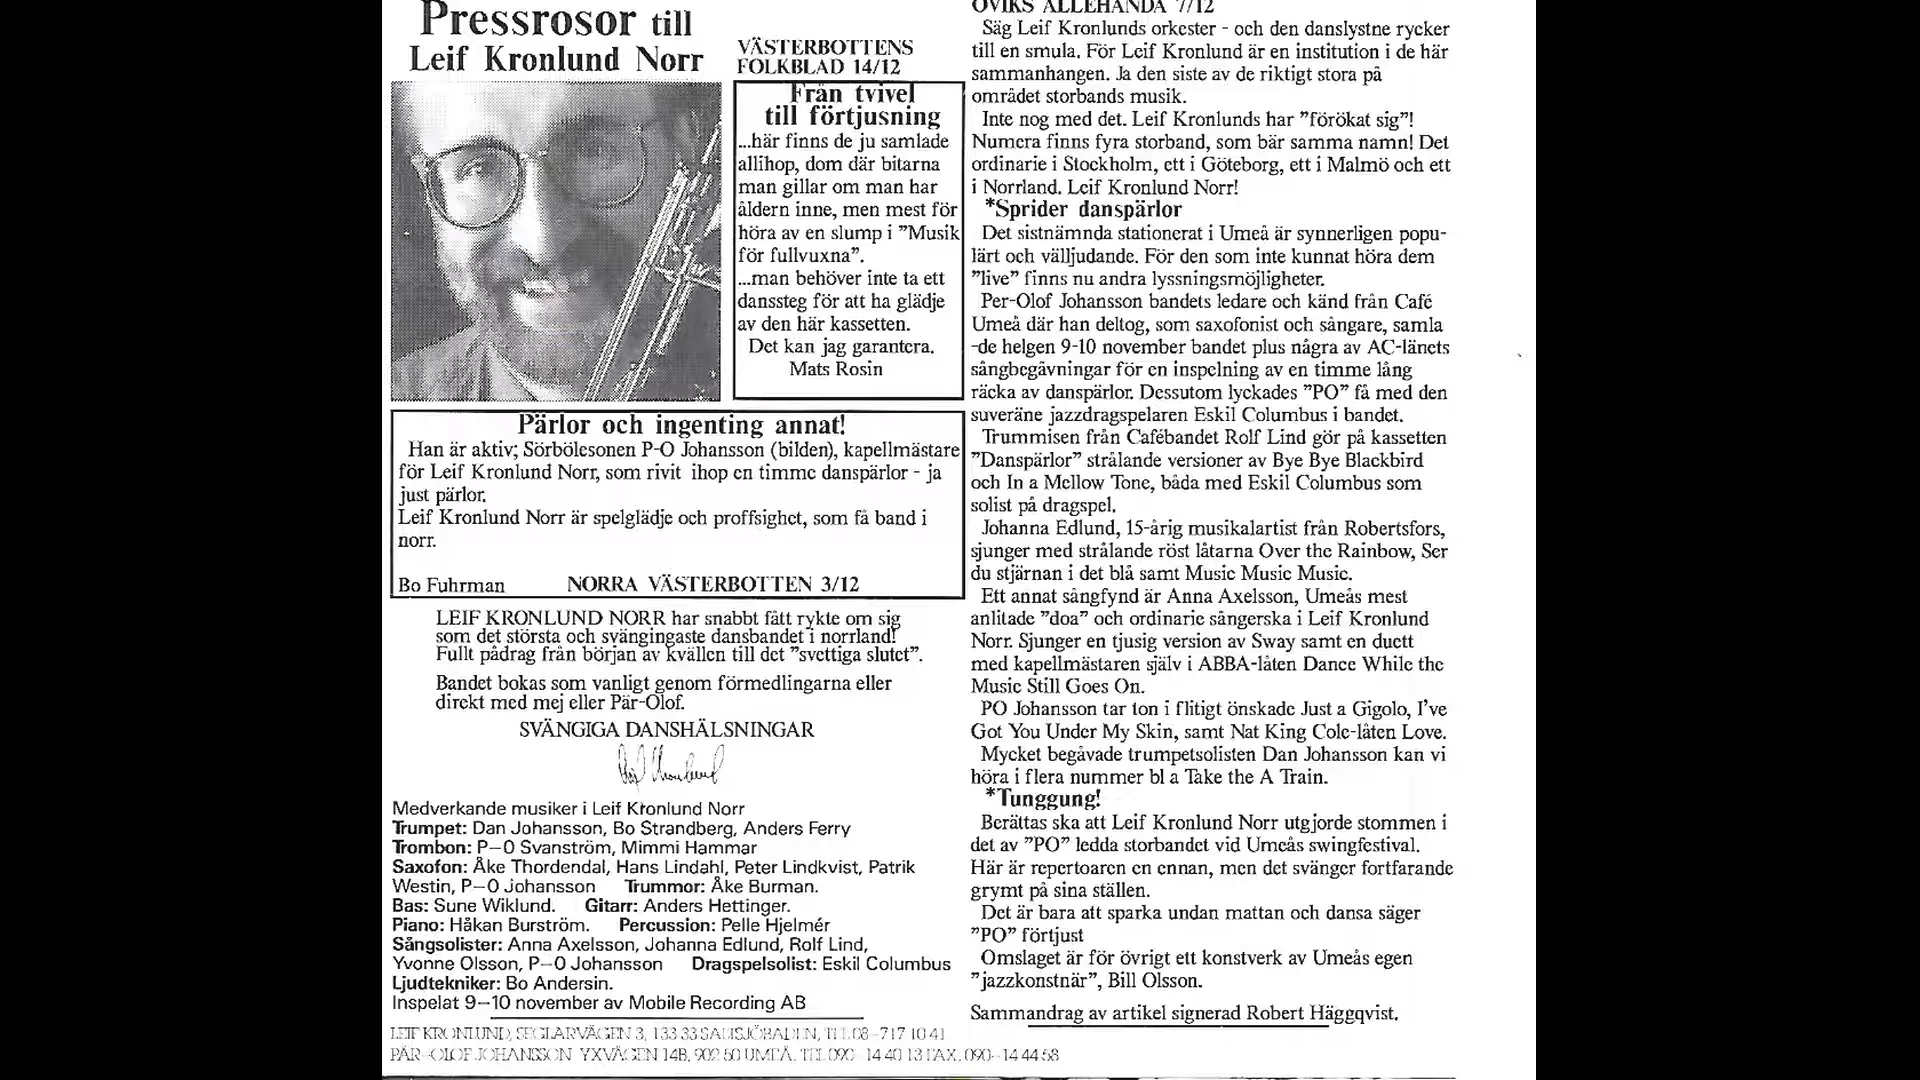 Pressrosor till
Leif Kronlund Norr
VÄSTERBOTTENS
FOLKBLAD 14/12
Från tvivel
till förtjusning
...här finns de ju samlade
allihop, dom där bitarna
man gillar om man har
åldern inne, men mest för
höra av en slump i ”Musik
för fullvuxna”.
...man behöver inte ta ett
danssteg för att ha glädje
av den här kassetten.
Det kan jag garantera.
Mats Rosin
Pärlor och ingenting annat!
Han är aktiv; Sörbölesonen P-O Johansson (bilden), kapellmästare
för Leif Kronlund Norr, som rivit ihop en timme danspärlor - ja
just pärlor.
Leif Kronlund Norr är spelglädje och proffsighet, som få band i
norr.
Bo Fuhrman NORRA VÄSTERBOTTEN 3/12
LEIF KRONLUND NORR har snabbt fått rykte om sig
som det största och svängingaste dansbandet i norrland!
Fullt pådrag från början av kvällen till det ”svettiga slutet”.
Bandet bokas som vanligt genom förmedlingarna eller
direkt med mej eller Pär-Olof.
SVÄNGIGA DANSHÄLSNINGAR
Leif Kronlund
Medverkande musiker i Leif Kronlund Norr
Trumpet: Dan Johansson, Bo Strandberg, Anders Ferry
Trombon: P–O Svanström, Mimmi Hammar
Saxofon: Åke Thordendal, Hans Lindahl, Peter Lindkvist, Patrik
Westin, P–O Johansson Trummor: Åke Burman.
Bas: Sune Wiklund. Gitarr: Anders Hettinger.
Piano: Håkan Burström. Percussion: Pelle Hjelmér
Sångsolister: Anna Axelsson, Johanna Edlund, Rolf Lind,
Yvonne Olsson, P–O Johansson Dragspelsolist: Eskil Columbus
Ljudtekniker: Bo Andersin.
Inspelat 9–10 november av Mobile Recording AB
LEIF KRONLUND, SEGLARVÄGEN 3, 133 33 SALTSJÖBADEN, TEL 08–717 10 41
PÄR–OLOF JOHANSSON YXVÄGEN 14B, 902 50 UMEÅ. TEL 090–14 40 13 FAX. 090–14 44 58
ÖVIKS ALLEHANDA 7/12
Säg Leif Kronlunds orkester - och den danslystne rycker
till en smula. För Leif Kronlund är en institution i de här
sammanhangen. Ja den siste av de riktigt stora på
området storbands musik.
Inte nog med det. Leif Kronlunds har ”förökat sig”!
Numera finns fyra storband, som bär samma namn! Det
ordinarie i Stockholm, ett i Göteborg, ett i Malmö och ett
i Norrland. Leif Kronlund Norr!
*Sprider danspärlor
Det sistnämnda stationerat i Umeå är synnerligen popu-
lärt och välljudande. För den som inte kunnat höra dem
”live” finns nu andra lyssningsmöjligheter.
Per-Olof Johansson bandets ledare och känd från Café
Umeå där han deltog, som saxofonist och sångare, samla
-de helgen 9-10 november bandet plus några av AC-länets
sångbegåvningar för en inspelning av en timme lång
räcka av danspärlor. Dessutom lyckades ”PO” få med den
suveräne jazzdragspelaren Eskil Columbus i bandet.
Trummisen från Cafébandet Rolf Lind gör på kassetten
”Danspärlor” strålande versioner av Bye Bye Blackbird
och In a Mellow Tone, båda med Eskil Columbus som
solist på dragspel.
Johanna Edlund, 15-årig musikalartist från Robertsfors,
sjunger med strålande röst låtarna Over the Rainbow, Ser
du stjärnan i det blå samt Music Music Music.
Ett annat sångfynd är Anna Axelsson, Umeås mest
anlitade ”doa” och ordinarie sångerska i Leif Kronlund
Norr. Sjunger en tjusig version av Sway samt en duett
med kapellmästaren själv i ABBA-låten Dance While the
Music Still Goes On.
PO Johansson tar ton i flitigt önskade Just a Gigolo, I’ve
Got You Under My Skin, samt Nat King Cole-låten Love.
Mycket begåvade trumpetsolisten Dan Johansson kan vi
höra i flera nummer bl a Take the A Train.
*Tunggung!
Berättas ska att Leif Kronlund Norr utgjorde stommen i
det av ”PO” ledda storbandet vid Umeås swingfestival.
Här är repertoaren en ennan, men det svänger fortfarande
grymt på sina ställen.
Det är bara att sparka undan mattan och dansa säger
”PO” förtjust
Omslaget är för övrigt ett konstverk av Umeås egen
”jazzkonstnär”, Bill Olsson.
Sammandrag av artikel signerad Robert Häggqvist.